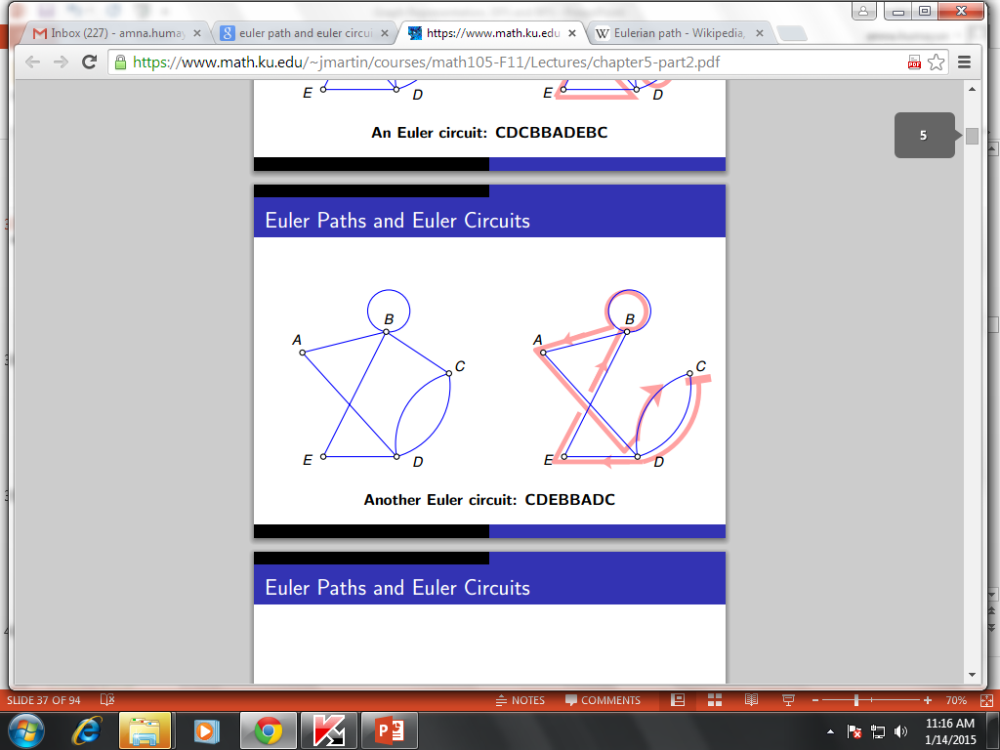 Inbox (227) - amna.humay
euler path and euler circui
https://www.math.ku.edu
Eulerian path - Wikipedia,
https://www.math.ku.edu/~jmartin/courses/math105-F11/Lectures/chapter5-part2.pdf
E
D
E
D
An Euler circuit: CDCBBADEBC
5
Euler Paths and Euler Circuits
B
A
C
E
D
B
A
C
E
D
Another Euler circuit: CDEBBADC
Euler Paths and Euler Circuits
SLIDE 37 OF 94
NOTES
COMMENTS
70%
11:16 AM
1/14/2015